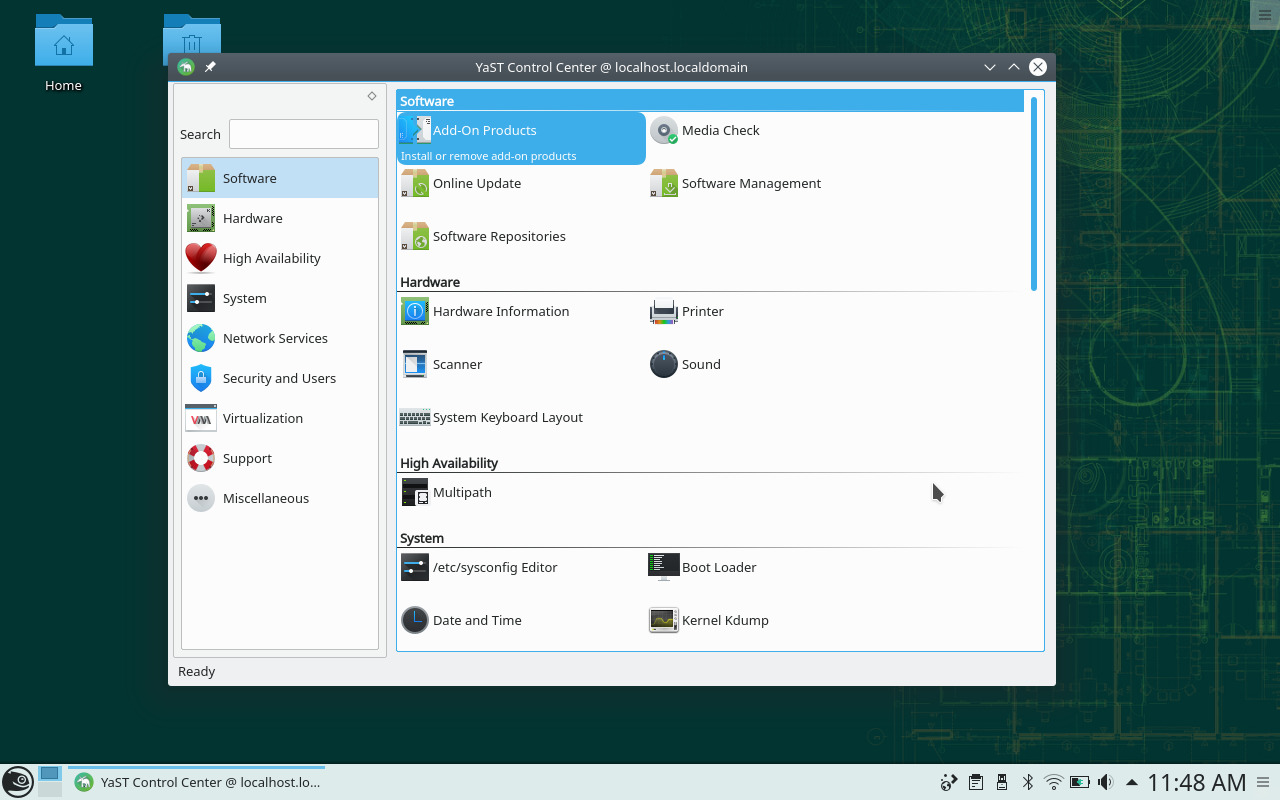 Home
YaST Control Center @ localhost.localdomain
Search
Software
Hardware
High Availability
System
Network Services
Security and Users
Virtualization
Support
Miscellaneous
Software
Add-On Products
Install or remove add-on products
Media Check
Online Update
Software Management
Software Repositories
Hardware
Hardware Information
Printer
Scanner
Sound
System Keyboard Layout
High Availability
Multipath
System
/etc/sysconfig Editor
Boot Loader
Date and Time
Kernel Kdump
Ready
YaST Control Center @ localhost.lo...
11:48 AM